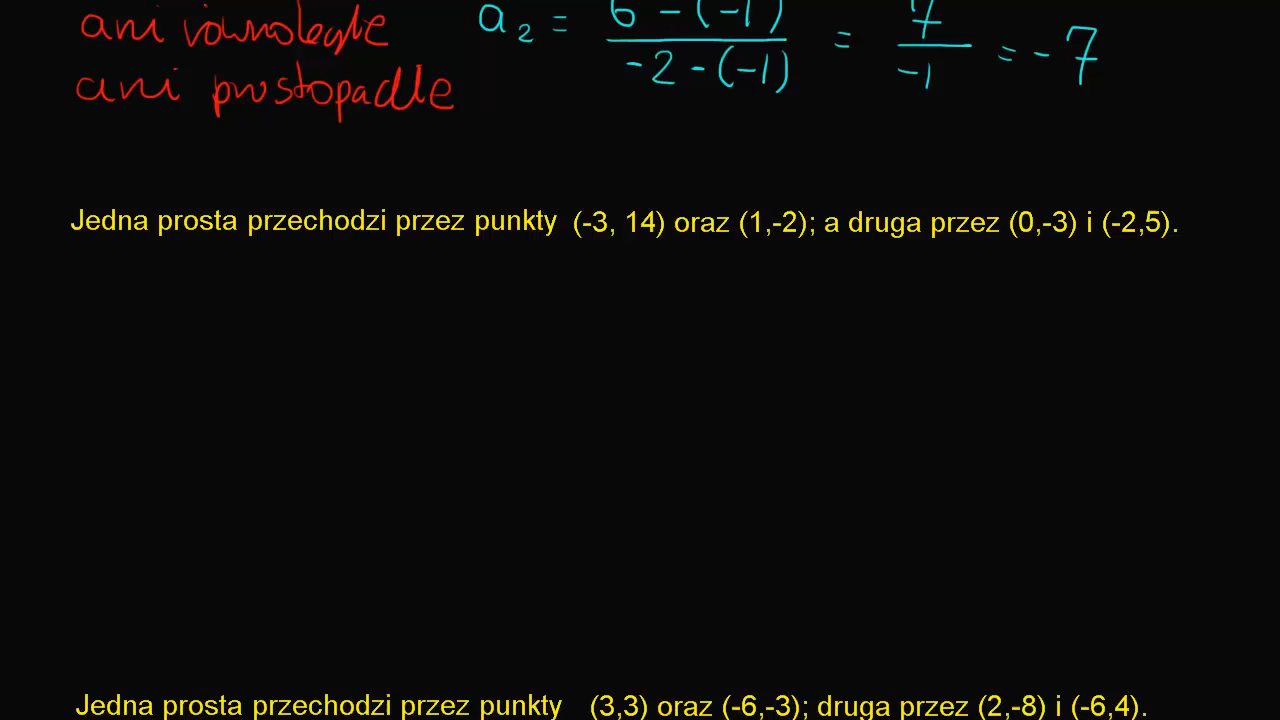 ani równoległe a₂ = 6 - (-1) / -2 - (-1) = 7 / -1 = - 7
ani prostopadłe
Jedna prosta przechodzi przez punkty (-3, 14) oraz (1,-2); a druga przez (0,-3) i (-2,5).
Jedna prosta przechodzi przez punkty (3,3) oraz (-6,-3); druga przez (2,-8) i (-6,4).